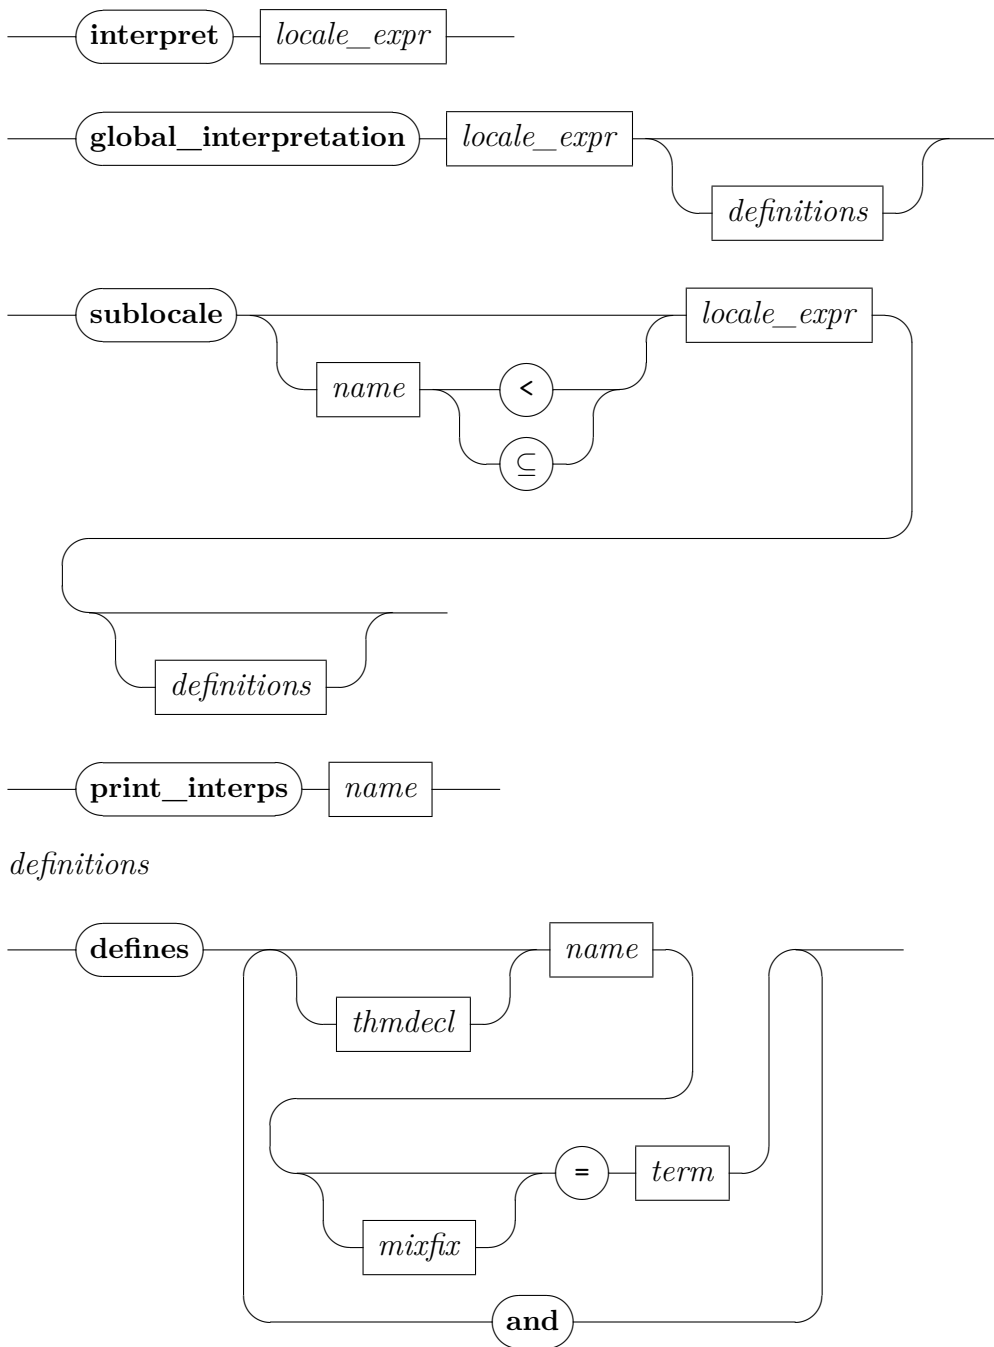 interpret locale_expr
global_interpretation locale_expr
definitions
sublocale locale_expr
name <
⊆
definitions
print_interps name
definitions
defines name
thmdecl
= term
mixfix
and